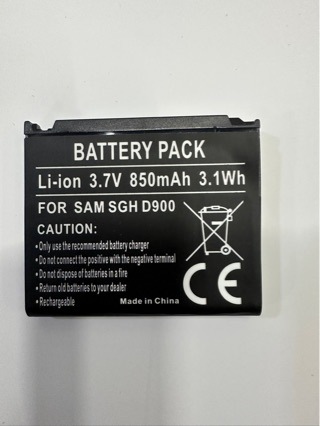 BATTERY PACK
Li-ion 3.7V 850mAh 3.1Wh
FOR SAM SGH D900
CAUTION:
•Only use the recommended battery charger
•Do not connect the positive with the negative terminal
•Do not dispose of batteries in a fire
•Return old batteries to your dealer
•Rechargeable Made in China
CE